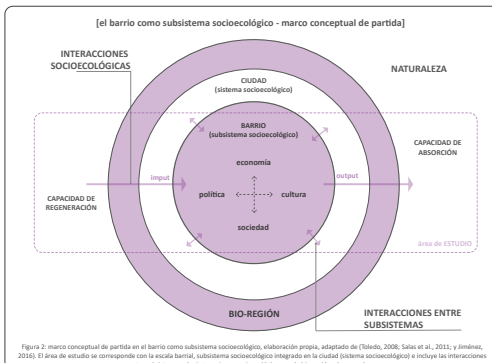 [el barrio como subsistema socioecológico - marco conceptual de partida]
INTERACCIONES
SOCIOECOLÓGICAS
NATURALEZA
CIUDAD
(sistema socioecológico)
BARRIO
(subsistema socioecológico)
CAPACIDAD DE
ABSORCIÓN
economía
imput
output
política
cultura
CAPACIDAD DE
REGENERACIÓN
sociedad
área de ESTUDIO
BIO-REGIÓN
INTERACCIONES ENTRE
SUBSISTEMAS
Figura 2: marco conceptual de partida en el barrio como subsistema socioecológico, elaboración propia, adaptado de (Toledo, 2008; Salas et al., 2011; y Jiménez,
2016). El área de estudio se corresponde con la escala barrial, subsistema socioecológico integrado en la ciudad (sistema socioecológico) e incluye las interacciones